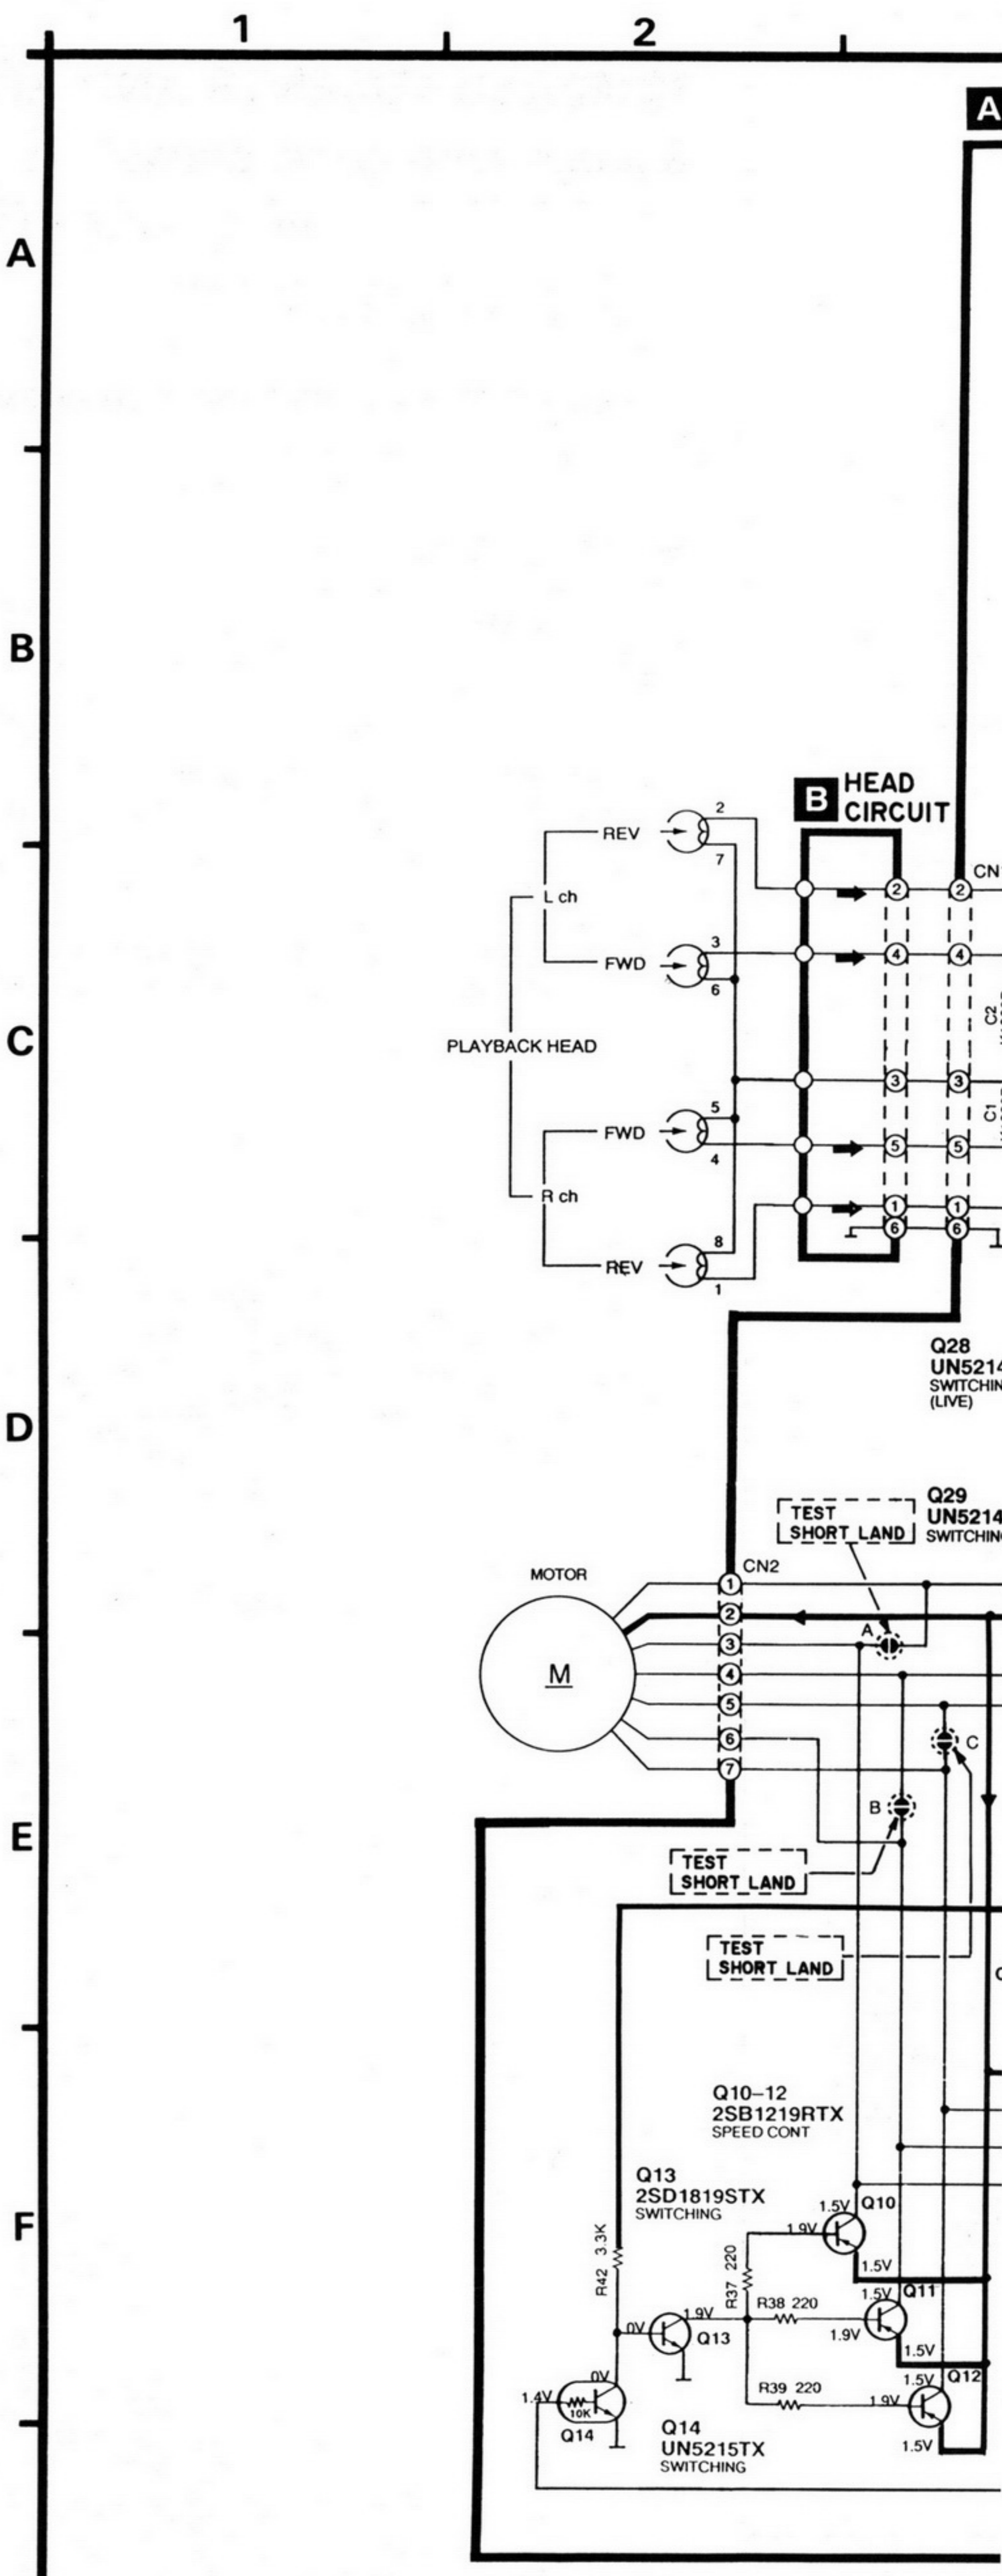 1
2
A
A
B
B
HEAD
CIRCUIT
2
REV
7
CN1
2
2
L ch
3
FWD
6
4
4
C
C2
PLAYBACK HEAD
3
3
C1
5
FWD
4
5
5
R ch
1
1
6
6
8
REV
1
Q28
UN5214
SWITCHIN
(LIVE)
D
Q29
UN5214
SWITCHING
TEST
SHORT LAND
MOTOR
CN2
1
2
A
3
M
4
5
6
C
7
B
E
TEST
SHORT LAND
TEST
SHORT LAND
Q10-12
2SB1219RTX
SPEED CONT
Q13
2SD1819STX
SWITCHING
F
1.5V
Q10
1.9V
R42 3.3K
R37 220
1.5V
1.5V
Q11
R38 220
1.9V
0V
Q13
1.9V
1.5V
Q12
1.5V
0V
R39 220
1.9V
1.4V
10K
Q14
1.5V
Q14
UN5215TX
SWITCHING